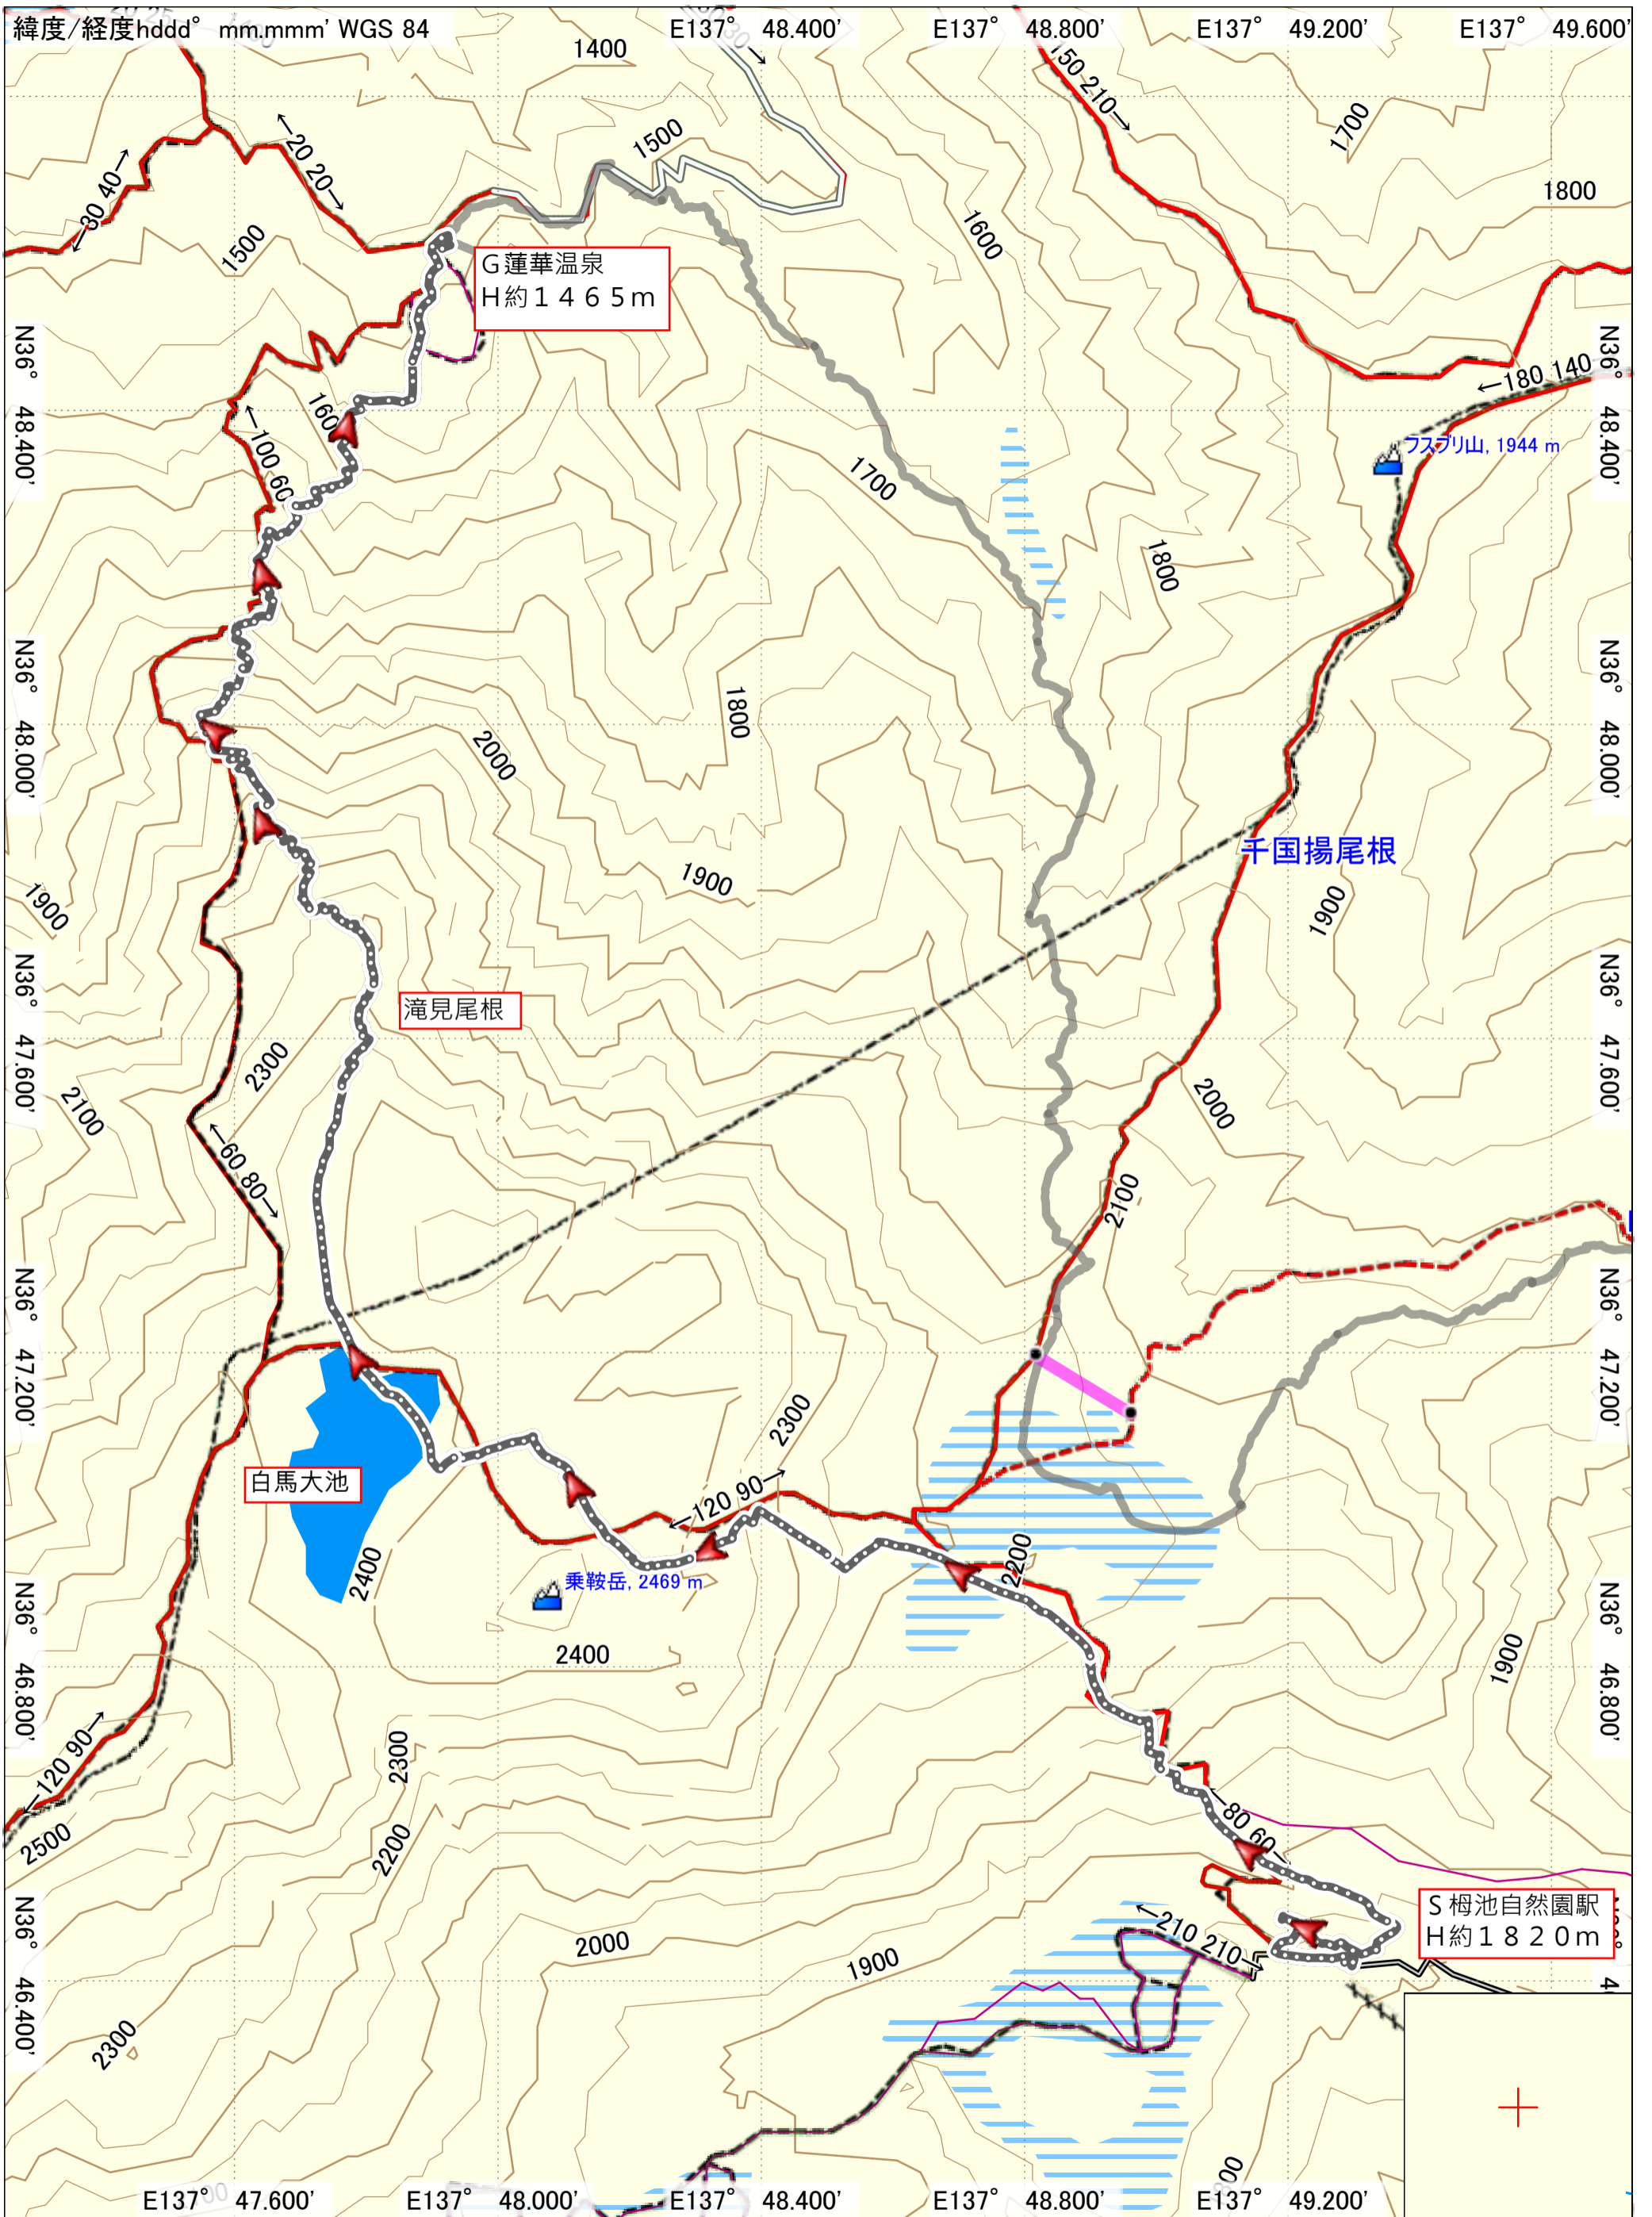 緯度/経度hddd° mm.mmm' WGS 84
E137° 48.400'
E137° 48.800'
E137° 49.200'
E137° 49.600'
1400
150 210→
1700
1500
←20 20→
←30 40→
1800
1600
1500
G蓮華温泉
H約1465m
N36° 48.400'
N36° 48.400'
←180 140
フスブリ山, 1944 m
←100 60
1700
1800
N36° 48.000'
N36° 48.000'
1800
2000
千国揚尾根
1900
1900
1900
N36° 47.600'
N36° 47.600'
滝見尾根
2300
2100
2000
←60 80→
2100
N36° 47.200'
N36° 47.200'
2300
白馬大池
←120 90→
2400
乗鞍岳, 2469 m
2200
N36° 46.800'
N36° 46.800'
2400
1900
←120 90→
2300
2500
2200
←80 60→
S栂池自然園駅
H約1820m
N36° 46.400'
←210 210→
2000
1900
2300
E137° 47.600'
E137° 48.000'
E137° 48.400'
E137° 48.800'
E137° 49.200'